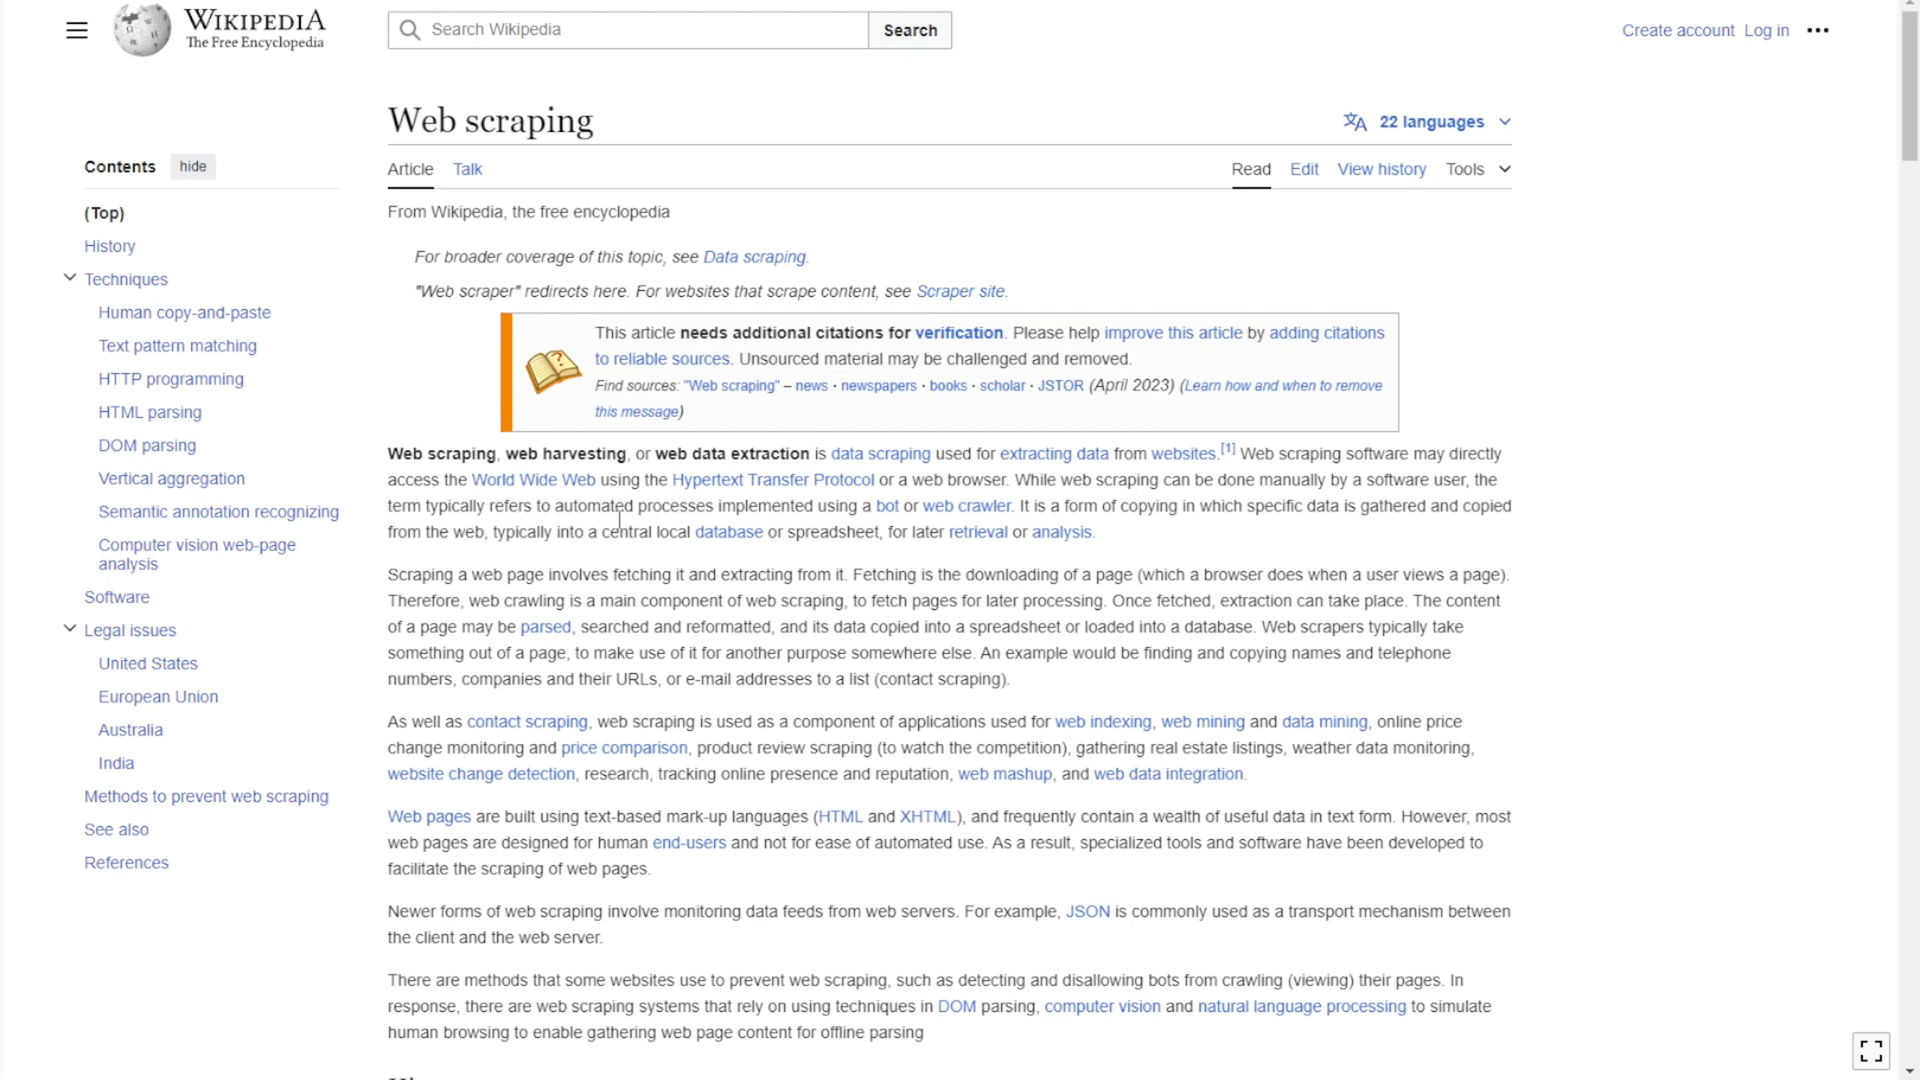 WIKIPEDIA
The Free Encyclopedia
Search Wikipedia
Search
Create account Log in
Contents hide
(Top)
History
Techniques
Human copy-and-paste
Text pattern matching
HTTP programming
HTML parsing
DOM parsing
Vertical aggregation
Semantic annotation recognizing
Computer vision web-page
analysis
Software
Legal issues
United States
European Union
Australia
India
Methods to prevent web scraping
See also
References
Web scraping
22 languages
Article Talk
Read Edit View history Tools
From Wikipedia, the free encyclopedia
For broader coverage of this topic, see Data scraping.
"Web scraper" redirects here. For websites that scrape content, see Scraper site.
This article needs additional citations for verification. Please help improve this article by adding citations
to reliable sources. Unsourced material may be challenged and removed.
Find sources: "Web scraping" – news · newspapers · books · scholar · JSTOR (April 2023) (Learn how and when to remove
this message)
Web scraping, web harvesting, or web data extraction is data scraping used for extracting data from websites.[1] Web scraping software may directly
access the World Wide Web using the Hypertext Transfer Protocol or a web browser. While web scraping can be done manually by a software user, the
term typically refers to automated processes implemented using a bot or web crawler. It is a form of copying in which specific data is gathered and copied
from the web, typically into a central local database or spreadsheet, for later retrieval or analysis.
Scraping a web page involves fetching it and extracting from it. Fetching is the downloading of a page (which a browser does when a user views a page).
Therefore, web crawling is a main component of web scraping, to fetch pages for later processing. Once fetched, extraction can take place. The content
of a page may be parsed, searched and reformatted, and its data copied into a spreadsheet or loaded into a database. Web scrapers typically take
something out of a page, to make use of it for another purpose somewhere else. An example would be finding and copying names and telephone
numbers, companies and their URLs, or e-mail addresses to a list (contact scraping).
As well as contact scraping, web scraping is used as a component of applications used for web indexing, web mining and data mining, online price
change monitoring and price comparison, product review scraping (to watch the competition), gathering real estate listings, weather data monitoring,
website change detection, research, tracking online presence and reputation, web mashup, and web data integration.
Web pages are built using text-based mark-up languages (HTML and XHTML), and frequently contain a wealth of useful data in text form. However, most
web pages are designed for human end-users and not for ease of automated use. As a result, specialized tools and software have been developed to
facilitate the scraping of web pages.
Newer forms of web scraping involve monitoring data feeds from web servers. For example, JSON is commonly used as a transport mechanism between
the client and the web server.
There are methods that some websites use to prevent web scraping, such as detecting and disallowing bots from crawling (viewing) their pages. In
response, there are web scraping systems that rely on using techniques in DOM parsing, computer vision and natural language processing to simulate
human browsing to enable gathering web page content for offline parsing